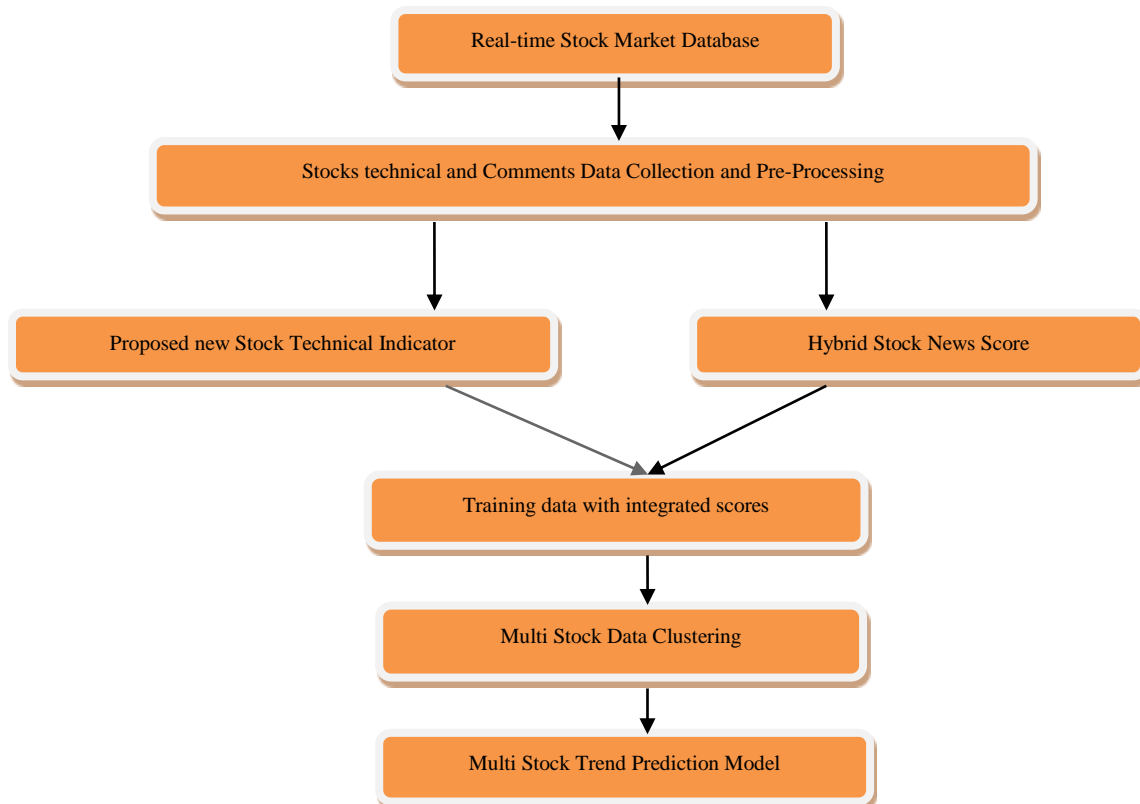 Real-time Stock Market Database
Stocks technical and Comments Data Collection and Pre-Processing
Proposed new Stock Technical Indicator
Hybrid Stock News Score
Training data with integrated scores
Multi Stock Data Clustering
Multi Stock Trend Prediction Model